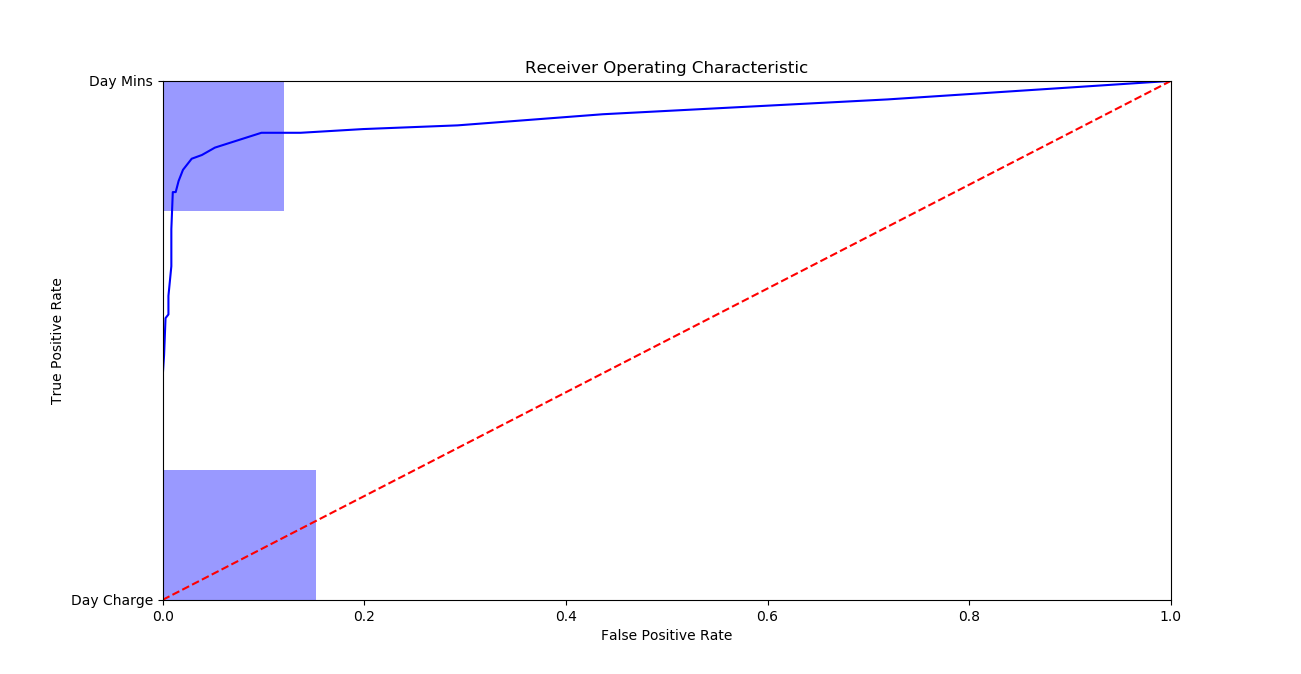 Receiver Operating Characteristic
Day Mins
True Positive Rate
Day Charge
0.0 0.2 0.4 0.6 0.8 1.0
False Positive Rate